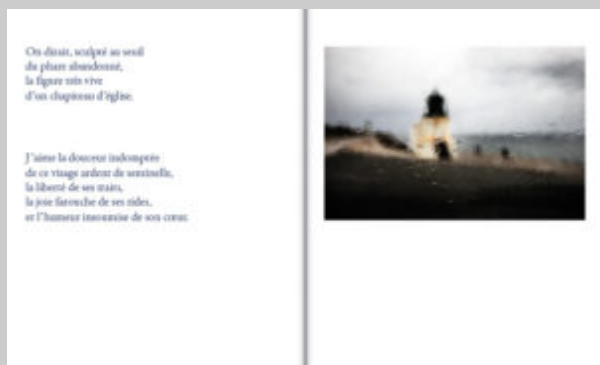 On dirait, sculpté au seuil
du phare abandonné,
la figure très vive
d'un chapiteau d'église.
J'aime la douceur indomptée
de ce visage ardent de sentinelle,
la liberté de ses traits,
la joie farouche de ses rides,
et l'humeur insoumise de son cœur.